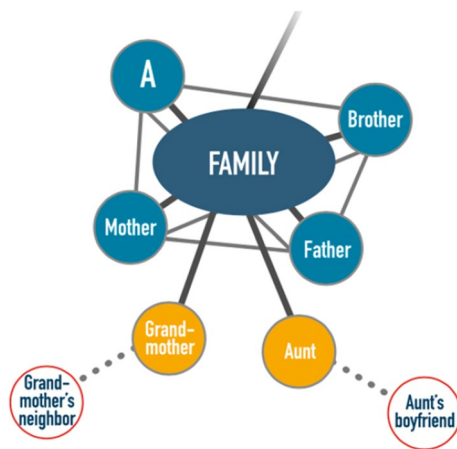 A
Brother
FAMILY
Mother
Father
Grand-
mother
Aunt
Grand-
mother's
neighbor
Aunt's
boyfriend